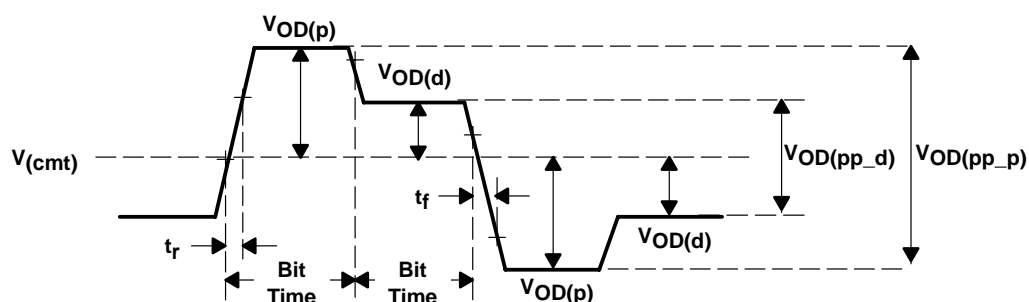 VOD(p)
VOD(d)
V(cmt)
VOD(pp_d)
VOD(pp_p)
tf
tr
VOD(d)
Bit
Time
Bit
Time
VOD(p)